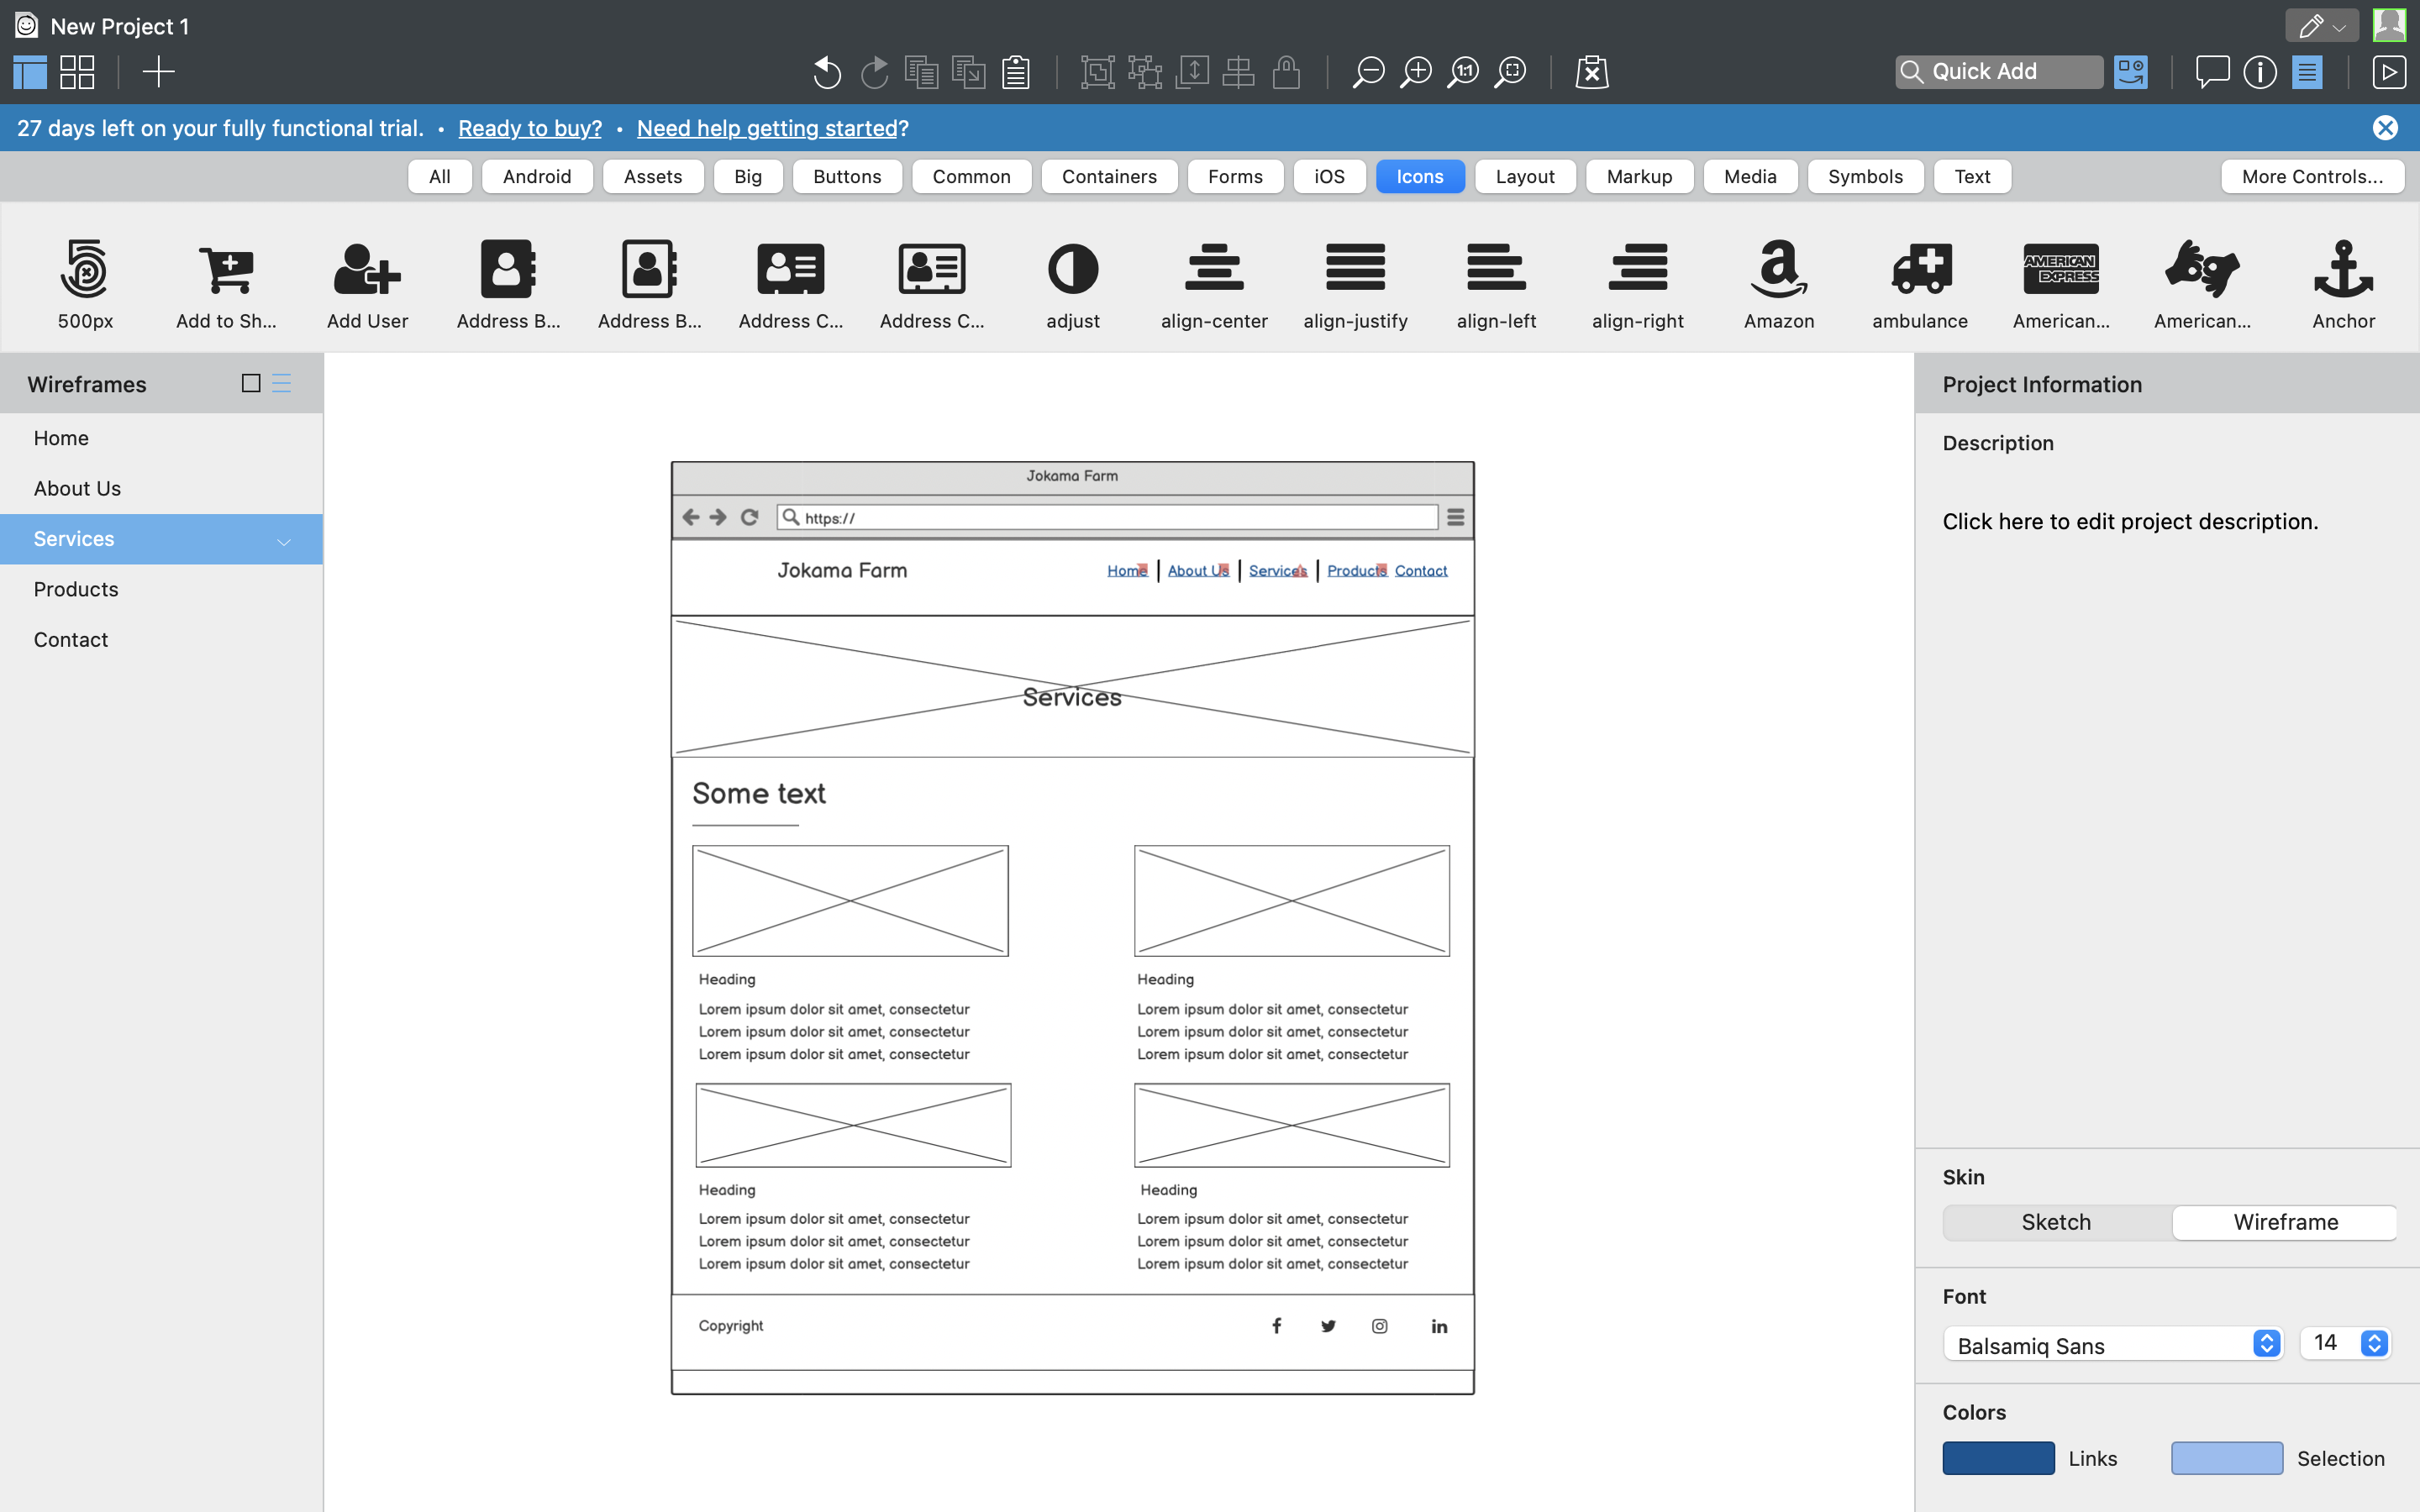 New Project 1
Quick Add
27 days left on your fully functional trial. • Ready to buy? • Need help getting started?
All Android Assets Big Buttons Common Containers Forms iOS Icons Layout Markup Media Symbols Text More Controls...
500px Add to Sh... Add User Address B... Address B... Address C... Address C... adjust align-center align-justify align-left align-right Amazon ambulance American... American... Anchor
AMERICAN EXPRESS
Wireframes
Home
About Us
Services
Products
Contact
Jokama Farm
https://
Jokama Farm
Home About Us Services Products Contact
Services
Some text
Heading
Lorem ipsum dolor sit amet, consectetur
Lorem ipsum dolor sit amet, consectetur
Lorem ipsum dolor sit amet, consectetur
Heading
Lorem ipsum dolor sit amet, consectetur
Lorem ipsum dolor sit amet, consectetur
Lorem ipsum dolor sit amet, consectetur
Heading
Lorem ipsum dolor sit amet, consectetur
Lorem ipsum dolor sit amet, consectetur
Lorem ipsum dolor sit amet, consectetur
Heading
Lorem ipsum dolor sit amet, consectetur
Lorem ipsum dolor sit amet, consectetur
Lorem ipsum dolor sit amet, consectetur
Copyright
Project Information
Description
Click here to edit project description.
Skin
Sketch Wireframe
Font
Balsamiq Sans 14
Colors
Links Selection